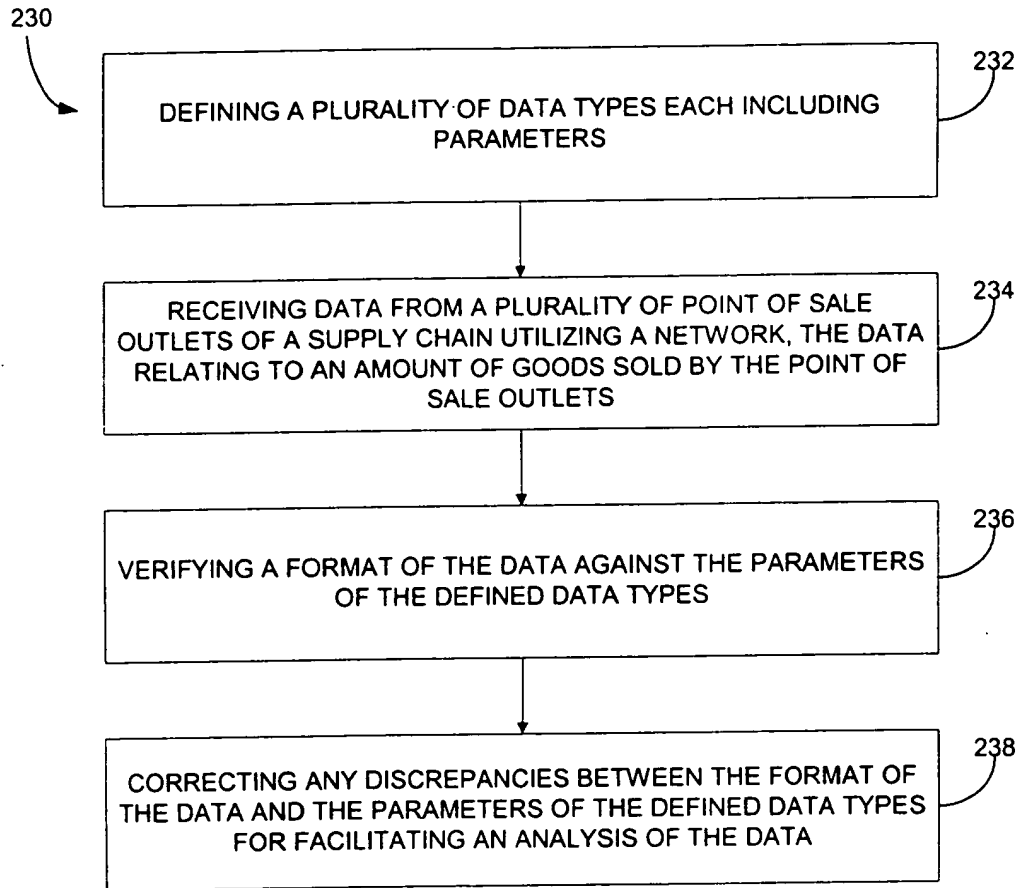 230
232
DEFINING A PLURALITY OF DATA TYPES EACH INCLUDING
PARAMETERS
234
RECEIVING DATA FROM A PLURALITY OF POINT OF SALE
OUTLETS OF A SUPPLY CHAIN UTILIZING A NETWORK, THE DATA
RELATING TO AN AMOUNT OF GOODS SOLD BY THE POINT OF
SALE OUTLETS
236
VERIFYING A FORMAT OF THE DATA AGAINST THE PARAMETERS
OF THE DEFINED DATA TYPES
238
CORRECTING ANY DISCREPANCIES BETWEEN THE FORMAT OF
THE DATA AND THE PARAMETERS OF THE DEFINED DATA TYPES
FOR FACILITATING AN ANALYSIS OF THE DATA